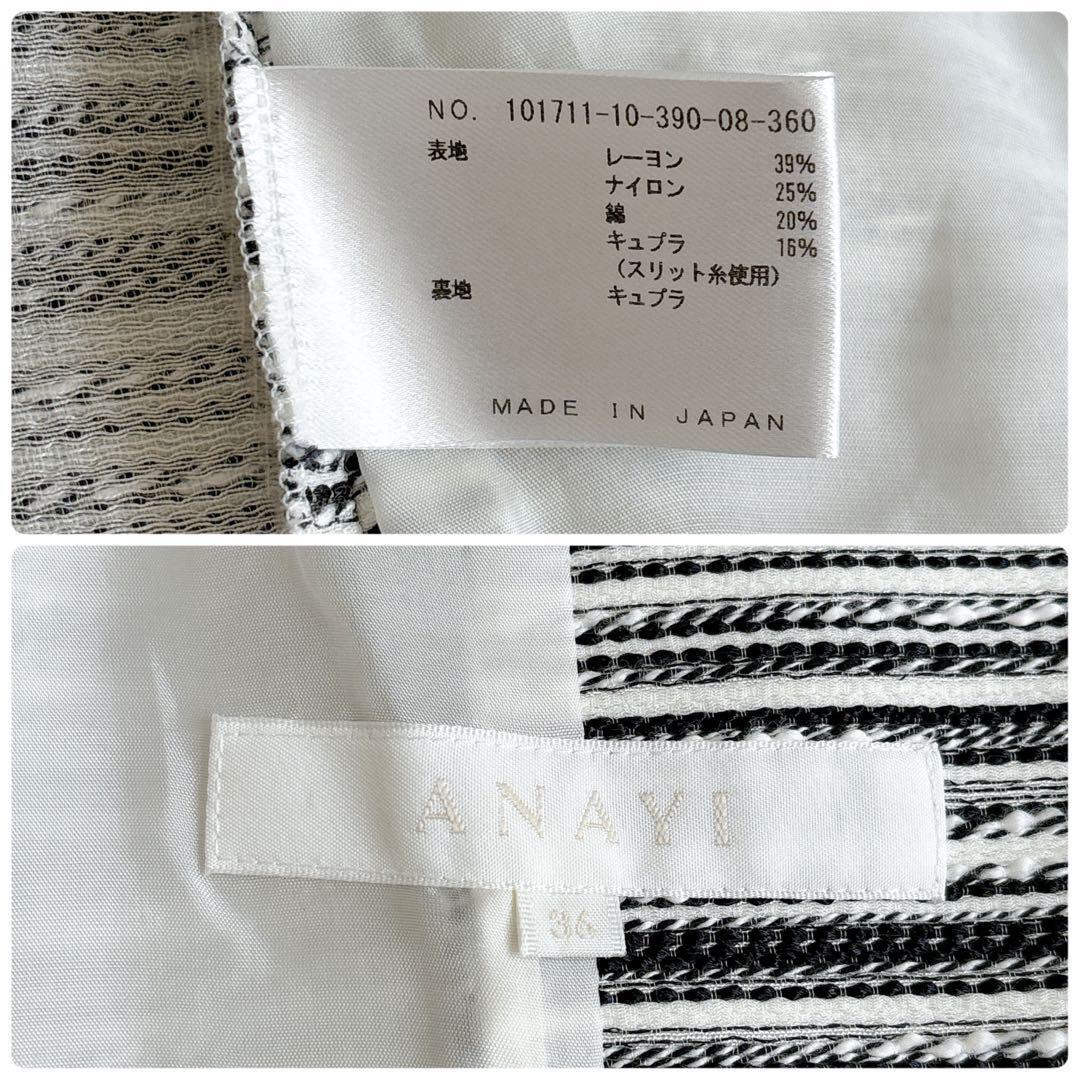 NO. 101711-10-390-08-360
表地 レーヨン 39%
ナイロン 25%
綿 20%
キュプラ 16%
(スリット糸使用)
裏地 キュプラ
MADE IN JAPAN
ANAYI
36